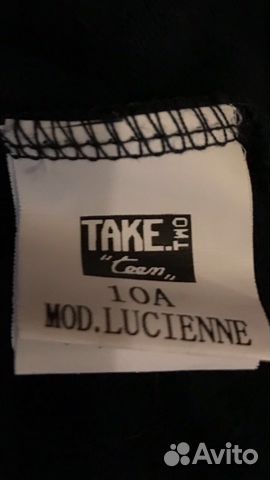 TAKE.TWO
"teen"
10A
MOD.LUCIENNE
Avito